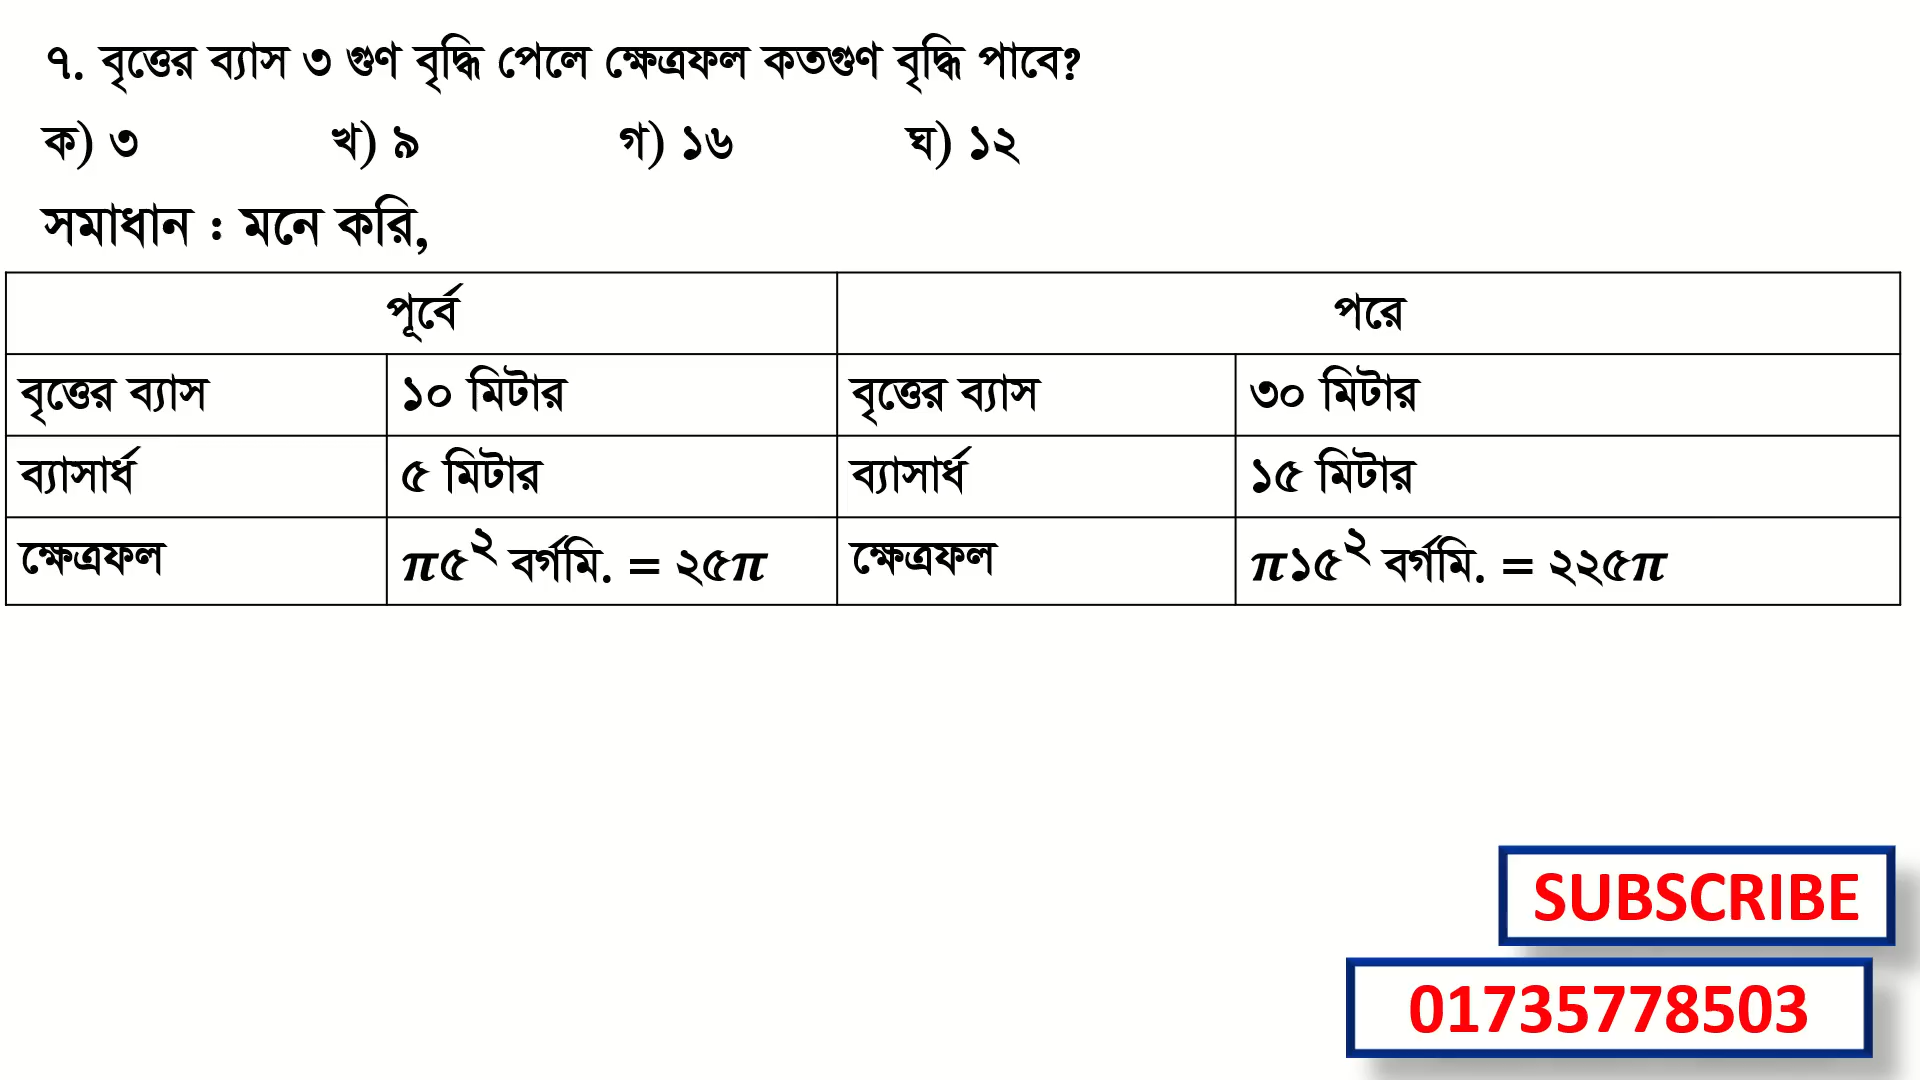 ৭. বৃত্তের ব্যাস ৩ গুণ বৃদ্ধি পেলে ক্ষেত্রফল কতগুণ বৃদ্ধি পাবে?
ক) ৩ খ) ৯ গ) ১৬ ঘ) ১২
সমাধান : মনে করি,
পূর্বে পরে
বৃত্তের ব্যাস ১০ মিটার বৃত্তের ব্যাস ৩০ মিটার
ব্যাসার্ধ ৫ মিটার ব্যাসার্ধ ১৫ মিটার
ক্ষেত্রফল π৫² বর্গমি. = ২৫π ক্ষেত্রফল π১৫² বর্গমি. = ২২৫π
SUBSCRIBE
01735778503